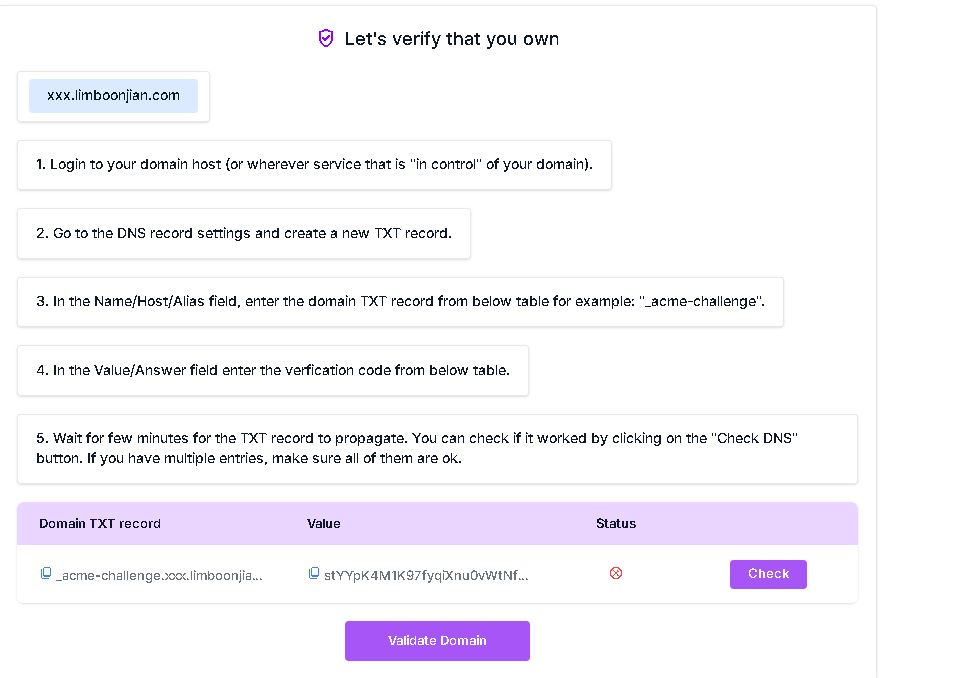 Let's verify that you own
xxx.limboonjian.com
1. Login to your domain host (or wherever service that is "in control" of your domain).
2. Go to the DNS record settings and create a new TXT record.
3. In the Name/Host/Alias field, enter the domain TXT record from below table for example: "_acme-challenge".
4. In the Value/Answer field enter the verfication code from below table.
5. Wait for few minutes for the TXT record to propagate. You can check if it worked by clicking on the "Check DNS"
button. If you have multiple entries, make sure all of them are ok.
Domain TXT record Value Status
_acme-challenge.xxx.limboonjia... stYYpK4M1K97fyqiXnu0vWtNf... Check
Validate Domain